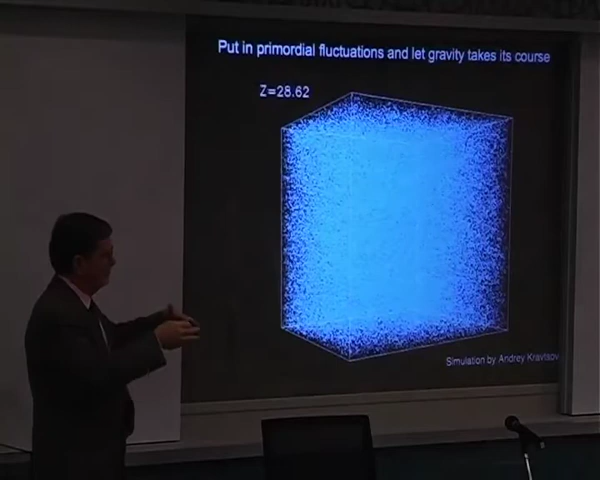 Put in primordial fluctuations and let gravity takes its course
Z=28.62
Simulation by Andrey Kravtsov